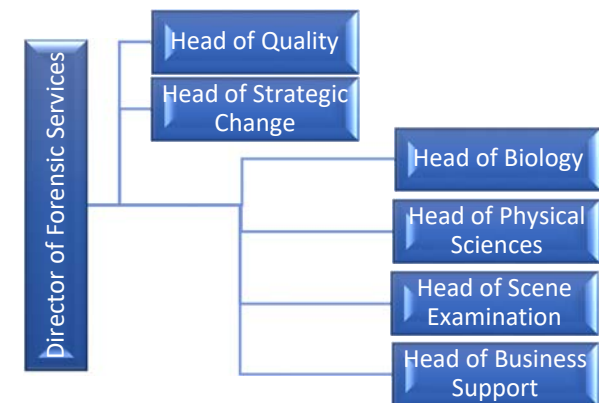 Director of Forensic Services
Head of Quality
Head of Strategic
Change
Head of Biology
Head of Physical
Sciences
Head of Scene
Examination
Head of Business
Support